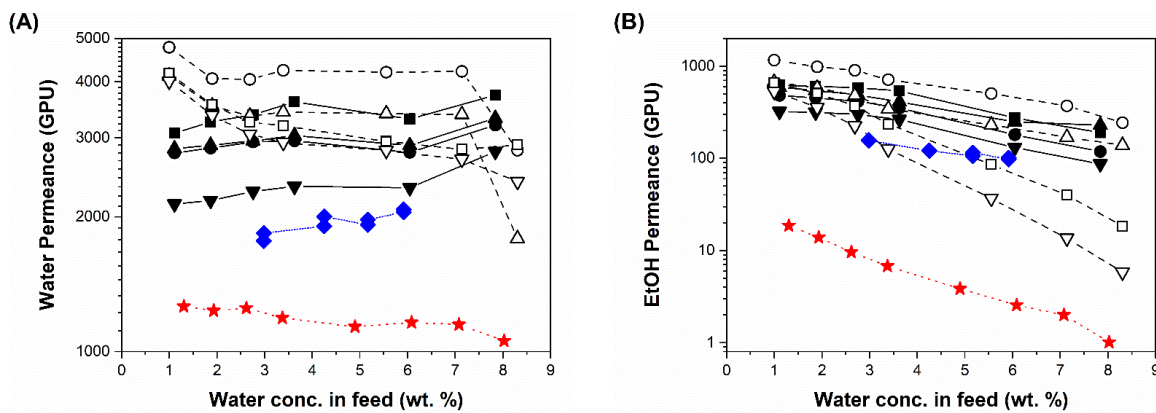 (A)
Water Permeance (GPU)
5000
4000
3000
2000
1000
0 1 2 3 4 5 6 7 8 9
Water conc. in feed (wt. %)
(B)
EtOH Permeance (GPU)
1000
100
10
1
0 1 2 3 4 5 6 7 8 9
Water conc. in feed (wt. %)